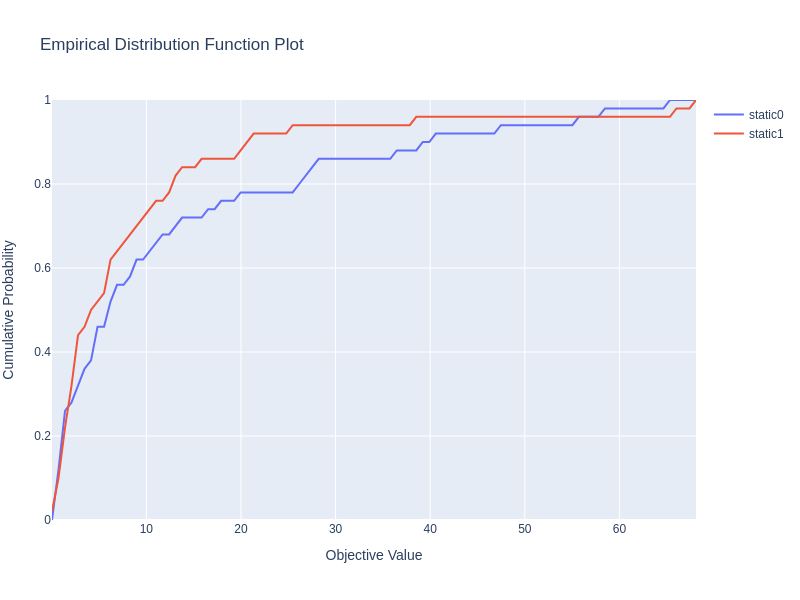 Empirical Distribution Function Plot
1
0.8
0.6
0.4
0.2
0
Cumulative Probability
10 20 30 40 50 60
Objective Value
static0
static1